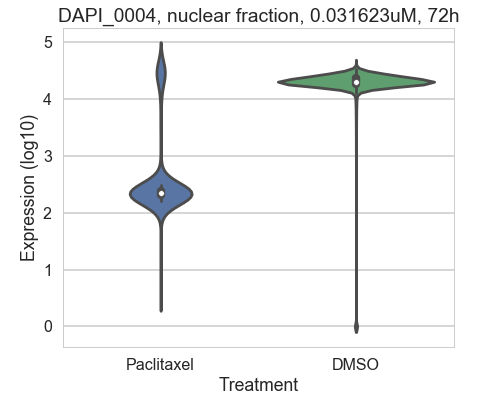 DAPI_0004, nuclear fraction, 0.031623uM, 72h
Expression (log10)
5
4
3
2
1
0
Paclitaxel DMSO
Treatment